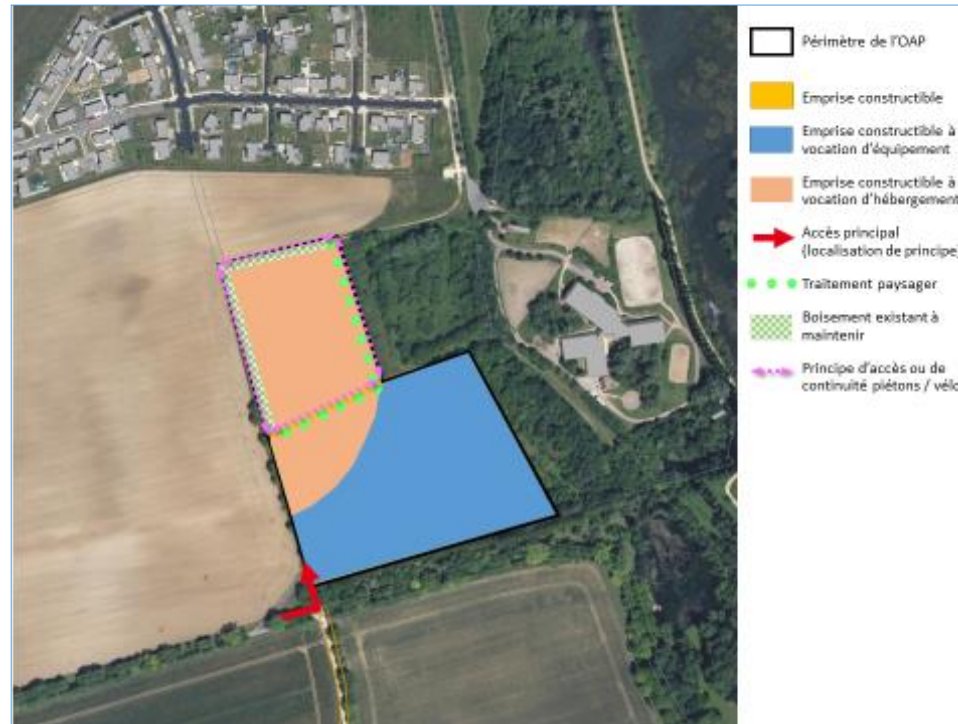 Périmètre de l'OAP
Emprise constructible
Emprise constructible à
vocation d'équipement
Emprise constructible à
vocation d'hébergement
Accès principal
(localisation de principe)
Traitement paysager
Boisement existant à
maintenir
Principe d'accès ou de
continuité piétons / vélo